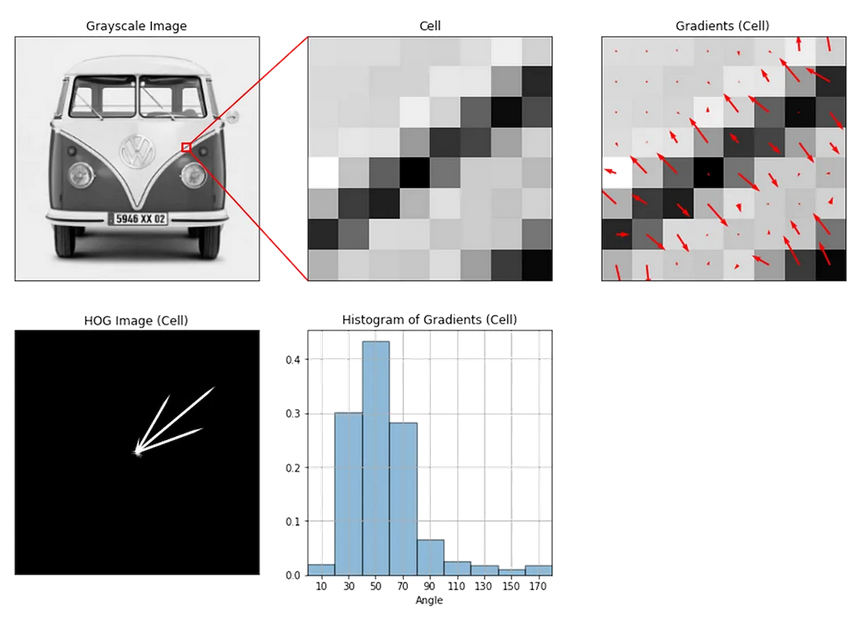 Grayscale Image
Cell
Gradients (Cell)
5946 XX 02
HOG Image (Cell)
Histogram of Gradients (Cell)
0.4
0.3
0.2
0.1
0.0
10 30 50 70 90 110 130 150 170
Angle